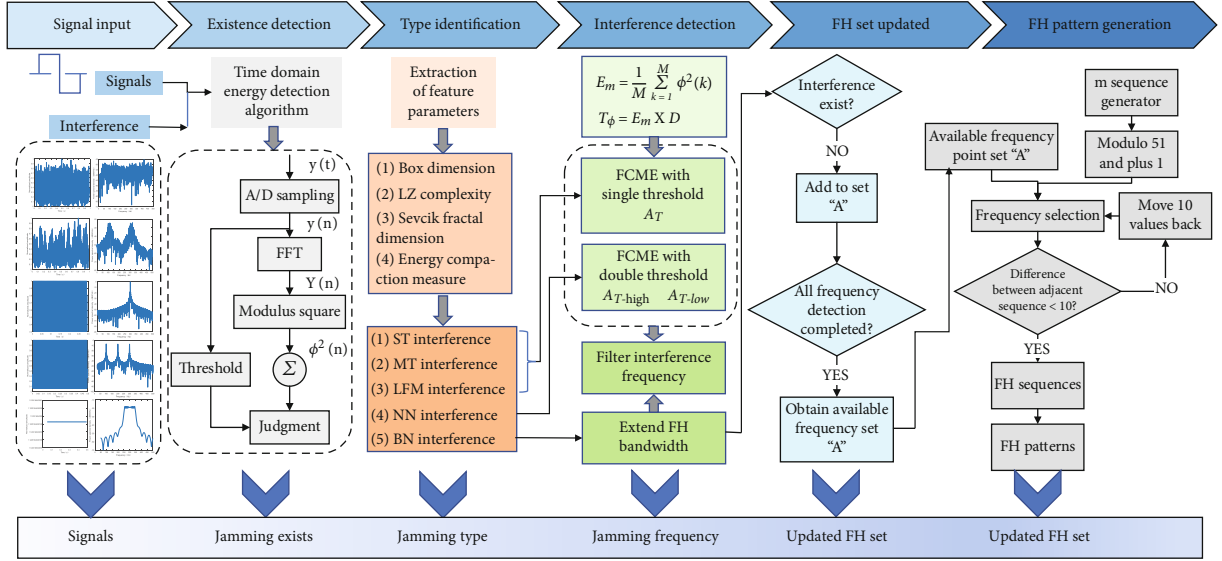 Signal input
Existence detection
Type identification
Interference detection
FH set updated
FH pattern generation
Signals
Interference
Time domain
energy detection
algorithm
y (t)
A/D sampling
y (n)
FFT
Y (n)
Modulus square
ϕ² (n)
Threshold
Σ
Judgment
Extraction
of feature
parameters
(1) Box dimension
(2) LZ complexity
(3) Sevcik fractal
dimension
(4) Energy compa-
ction measure
(1) ST interference
(2) MT interference
(3) LFM interference
(4) NN interference
(5) BN interference
E_m = 1/M M Σ k = 1 ϕ² (k)
T_ϕ = E_m X D
FCME with
single threshold
A_T
FCME with
double threshold
A_T-high A_T-low
Filter interference
frequency
Extend FH
bandwidth
Interference
exist?
NO
Add to set
“A”
All frequency
detection
completed?
YES
Obtain available
frequency set
“A”
m sequence
generator
Available frequency
point set “A”
Modulo 51
and plus 1
Frequency selection
Move 10
values back
Difference
between adjacent
sequence < 10?
NO
YES
FH sequences
FH patterns
Signals
Jamming exists
Jamming type
Jamming frequency
Updated FH set
Updated FH set